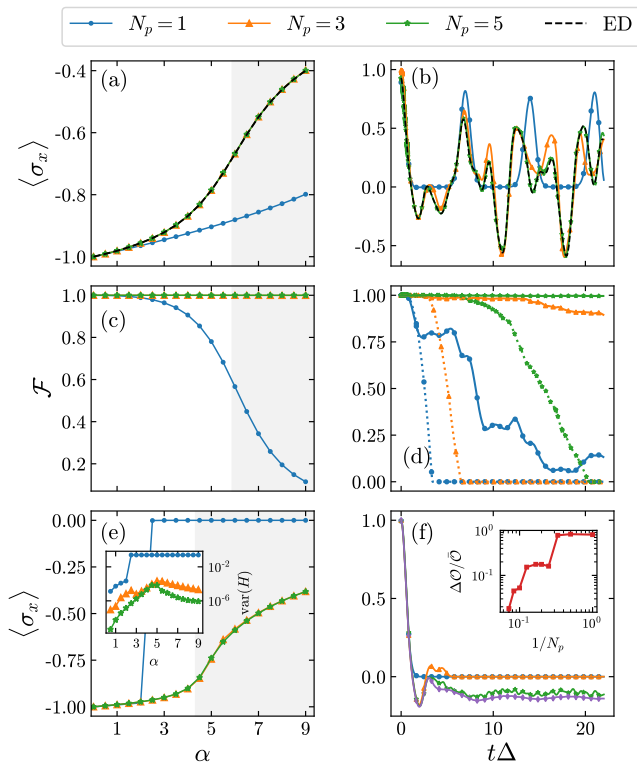 N_p = 1 N_p = 3 N_p = 5 ED
(a)
-0.4
-0.6
-0.8
-1.0
⟨σ_x⟩
(b)
1.0
0.5
0.0
-0.5
(c)
1.0
0.8
0.6
0.4
0.2
F
(d)
1.00
0.75
0.50
0.25
0.00
(e)
0.00
-0.25
-0.50
-0.75
-1.00
⟨σ_x⟩
10^{-2}
10^{-6}
var(H)
1 3 5 7 9
α
1 3 5 7 9
α
(f)
1.0
0.0
10^0
10^{-1}
ΔO/Ō
10^{-1} 10^0
1/N_p
0 10 20
tΔ